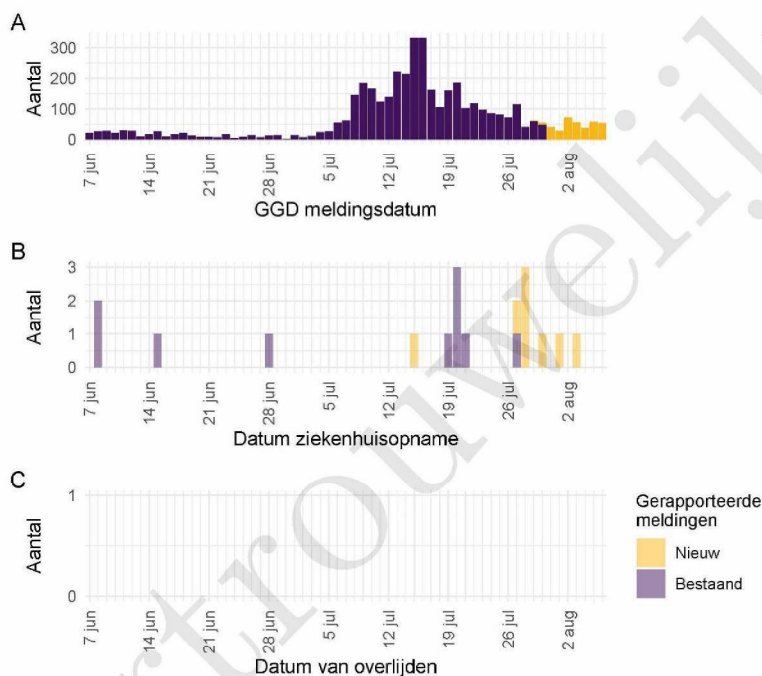 A
Aantal
300
200
100
0
7 jun
14 jun
21 jun
28 jun
5 jul
12 jul
19 jul
26 jul
2 aug
GGD meldingsdatum
B
Aantal
3
2
1
0
7 jun
14 jun
21 jun
28 jun
5 jul
12 jul
19 jul
26 jul
2 aug
Datum ziekenhuisopname
C
Aantal
1
0
7 jun
14 jun
21 jun
28 jun
5 jul
12 jul
19 jul
26 jul
2 aug
Datum van overlijden
Gerapporteerde
meldingen
Nieuw
Bestaand